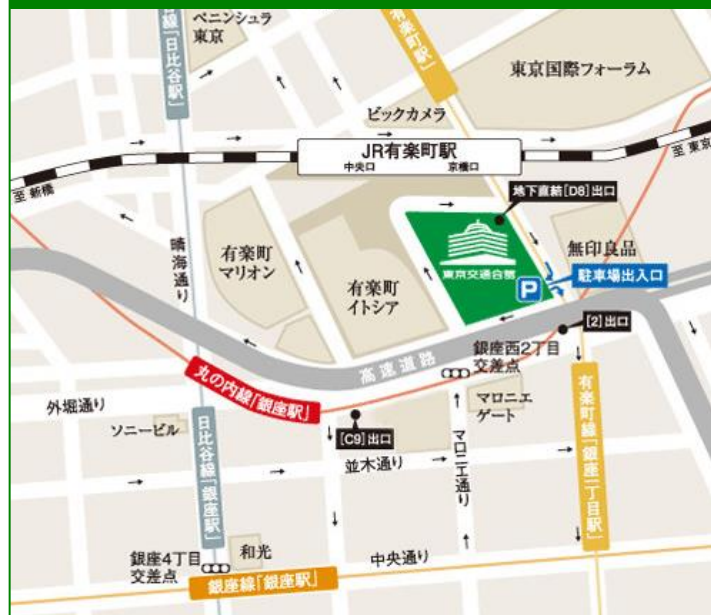 ペニンシュラ
東京
線「日比谷駅」
有楽町駅」
東京国際フォーラム
ビックカメラ
JR有楽町駅
中央口
京橋口
至 新橋
至 東京
地下直結[D8]出口
晴海通り
有楽町
マリオン
有楽町
イトシア
東京交通会館
無印良品
P
駐車場出入口
[2]出口
高速道路
銀座西2丁目
交差点
丸の内線「銀座駅」
外堀通り
ソニービル
日比谷線「銀座駅」
[C9]出口
マロニエ
ゲート
並木通り
マロニエ通り
有楽町線「銀座一丁目駅」
銀座4丁目
交差点
和光
中央通り
銀座線「銀座駅」